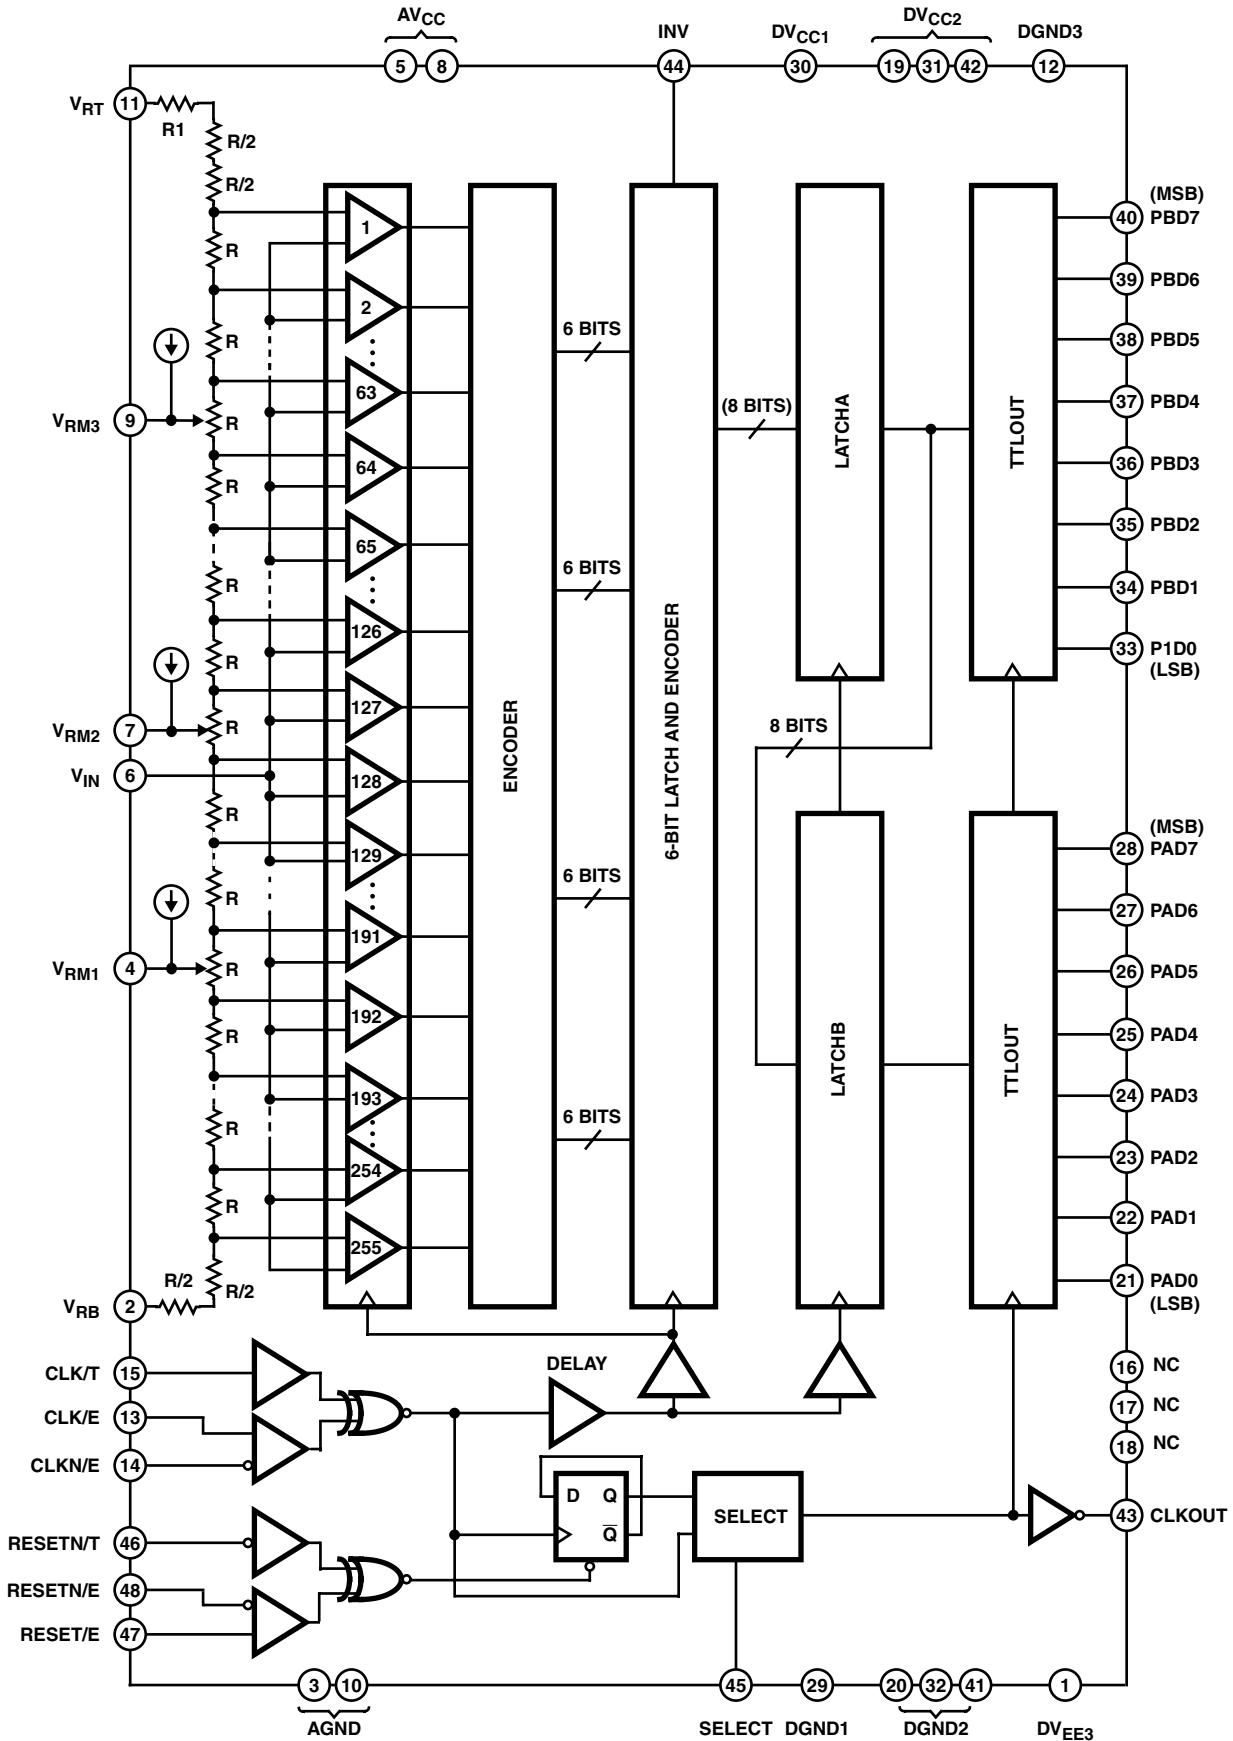 AVCC
INV
DVCC1
DVCC2
DGND3
5
8
44
30
19
31
42
12
VRT
11
R1
R/2
R/2
R
R
R
R
R
R
R
R
R
R
R
R
R
R/2
R/2
VRM3
9
VRM2
7
VIN
6
VRM1
4
VRB
2
1
2
63
64
65
126
127
128
129
191
192
193
254
255
ENCODER
6 BITS
6 BITS
6 BITS
6 BITS
6-BIT LATCH AND ENCODER
(8 BITS)
LATCHA
TTLOUT
8 BITS
LATCHB
TTLOUT
(MSB)
40 PBD7
39 PBD6
38 PBD5
37 PBD4
36 PBD3
35 PBD2
34 PBD1
33 P1D0
(LSB)
(MSB)
28 PAD7
27 PAD6
26 PAD5
25 PAD4
24 PAD3
23 PAD2
22 PAD1
21 PAD0
(LSB)
16 NC
17 NC
18 NC
43 CLKOUT
CLK/T 15
CLK/E 13
CLKN/E 14
RESETN/T 46
RESETN/E 48
RESET/E 47
DELAY
D Q
Q
SELECT
3
10
45
29
20
32
41
1
AGND
SELECT
DGND1
DGND2
DVEE3